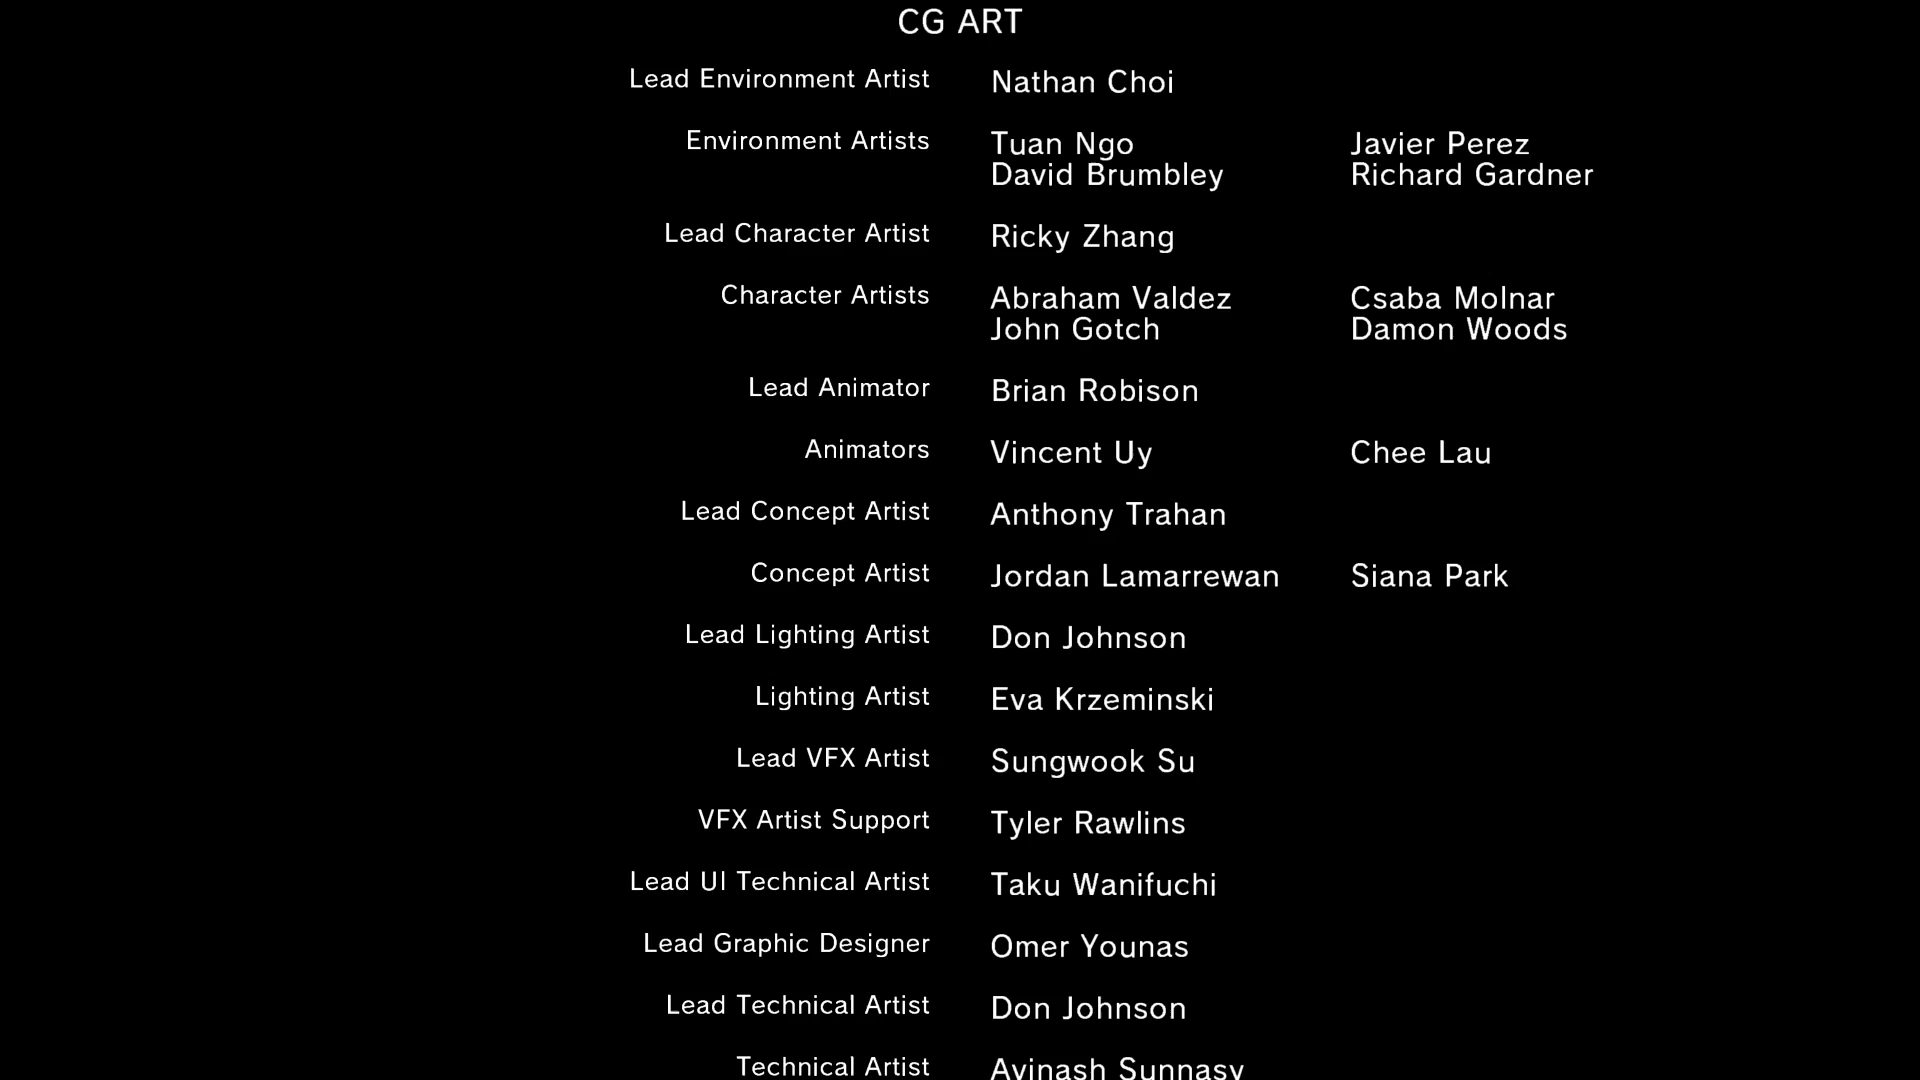 CG ART
Lead Environment Artist Nathan Choi
Environment Artists Tuan Ngo Javier Perez
David Brumbley Richard Gardner
Lead Character Artist Ricky Zhang
Character Artists Abraham Valdez Csaba Molnar
John Gotch Damon Woods
Lead Animator Brian Robison
Animators Vincent Uy Chee Lau
Lead Concept Artist Anthony Trahan
Concept Artist Jordan Lamarrewan Siana Park
Lead Lighting Artist Don Johnson
Lighting Artist Eva Krzeminski
Lead VFX Artist Sungwook Su
VFX Artist Support Tyler Rawlins
Lead UI Technical Artist Taku Wanifuchi
Lead Graphic Designer Omer Younas
Lead Technical Artist Don Johnson
Technical Artist Avinash Sunnasy